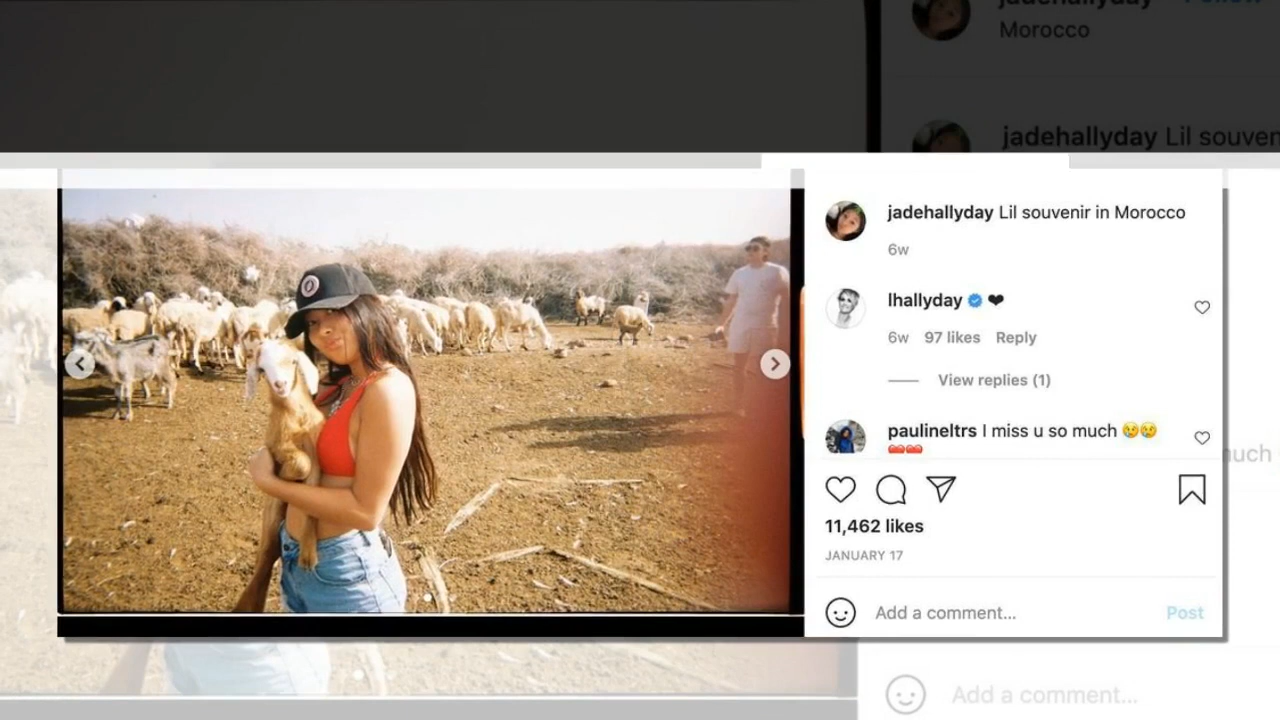 jadehallyday Follow
Morocco
jadehallyday Lil souven
jadehallyday Lil souvenir in Morocco
6w
lhallyday ❤
6w 97 likes Reply
View replies (1)
paulineltrs I miss u so much 😢😢
❤️❤️
uch
11,462 likes
JANUARY 17
Add a comment...
Post
Add a comment...